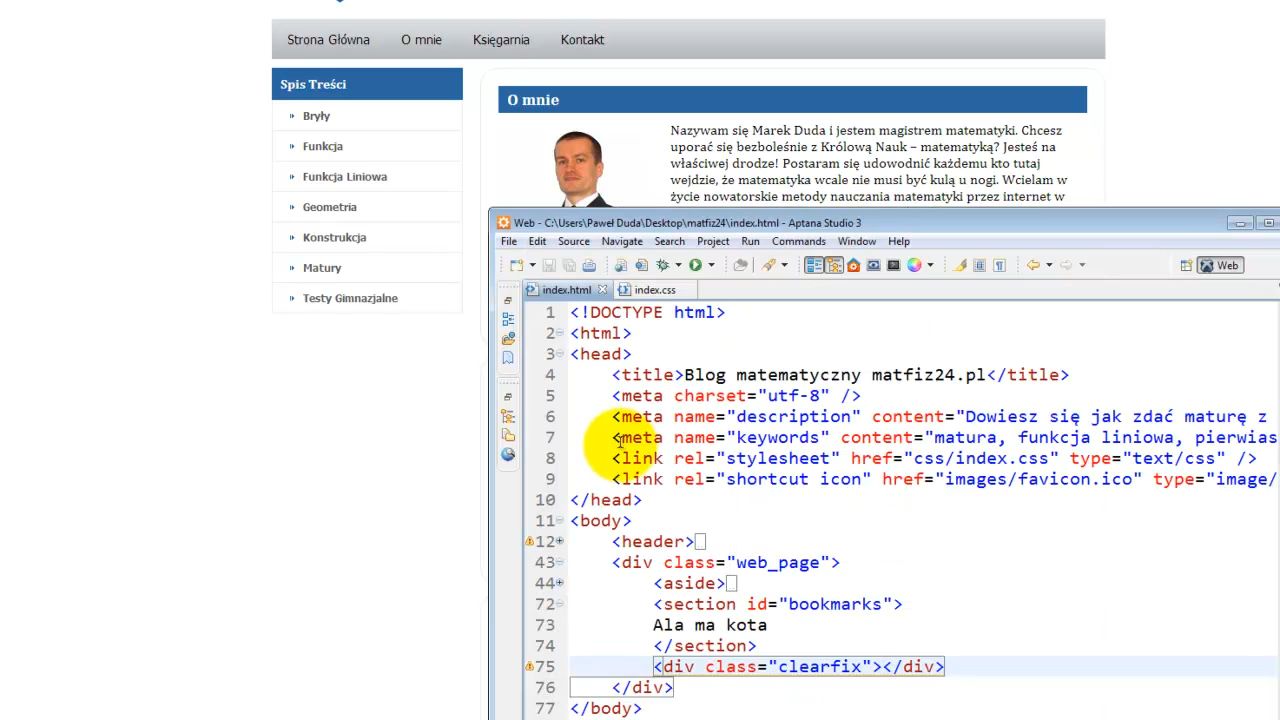 Strona Główna O mnie Księgarnia Kontakt
Spis Treści
Bryły
Funkcja
Funkcja Liniowa
Geometria
Konstrukcja
Matury
Testy Gimnazjalne
O mnie
Nazywam się Marek Duda i jestem magistrem matematyki. Chcesz
uporać się bezboleśnie z Królową Nauk – matematyką? Jesteś na
właściwej drodze! Postaram się udowodnić każdemu kto tutaj
wejdzie, że matematyka wcale nie musi być kulą u nogi. Wcielam w
życie nowatorskie metody nauczania matematyki przez internet w
Web - C:\Users\Paweł Duda\Desktop\matfiz24\index.html - Aptana Studio 3
File Edit Source Navigate Search Project Run Commands Window Help
Web
index.html index.css
1 <!DOCTYPE html>
2 <html>
3 <head>
4 <title>Blog matematyczny matfiz24.pl</title>
5 <meta charset="utf-8" />
6 <meta name="description" content="Dowiesz się jak zdać maturę z
7 <meta name="keywords" content="matura, funkcja liniowa, pierwias
8 <link rel="stylesheet" href="css/index.css" type="text/css" />
9 <link rel="shortcut icon" href="images/favicon.ico" type="image/
10 </head>
11 <body>
12 <header>
43 <div class="web_page">
44 <aside>
72 <section id="bookmarks">
73 Ala ma kota
74 </section>
75 <div class="clearfix"></div>
76 </div>
77 </body>